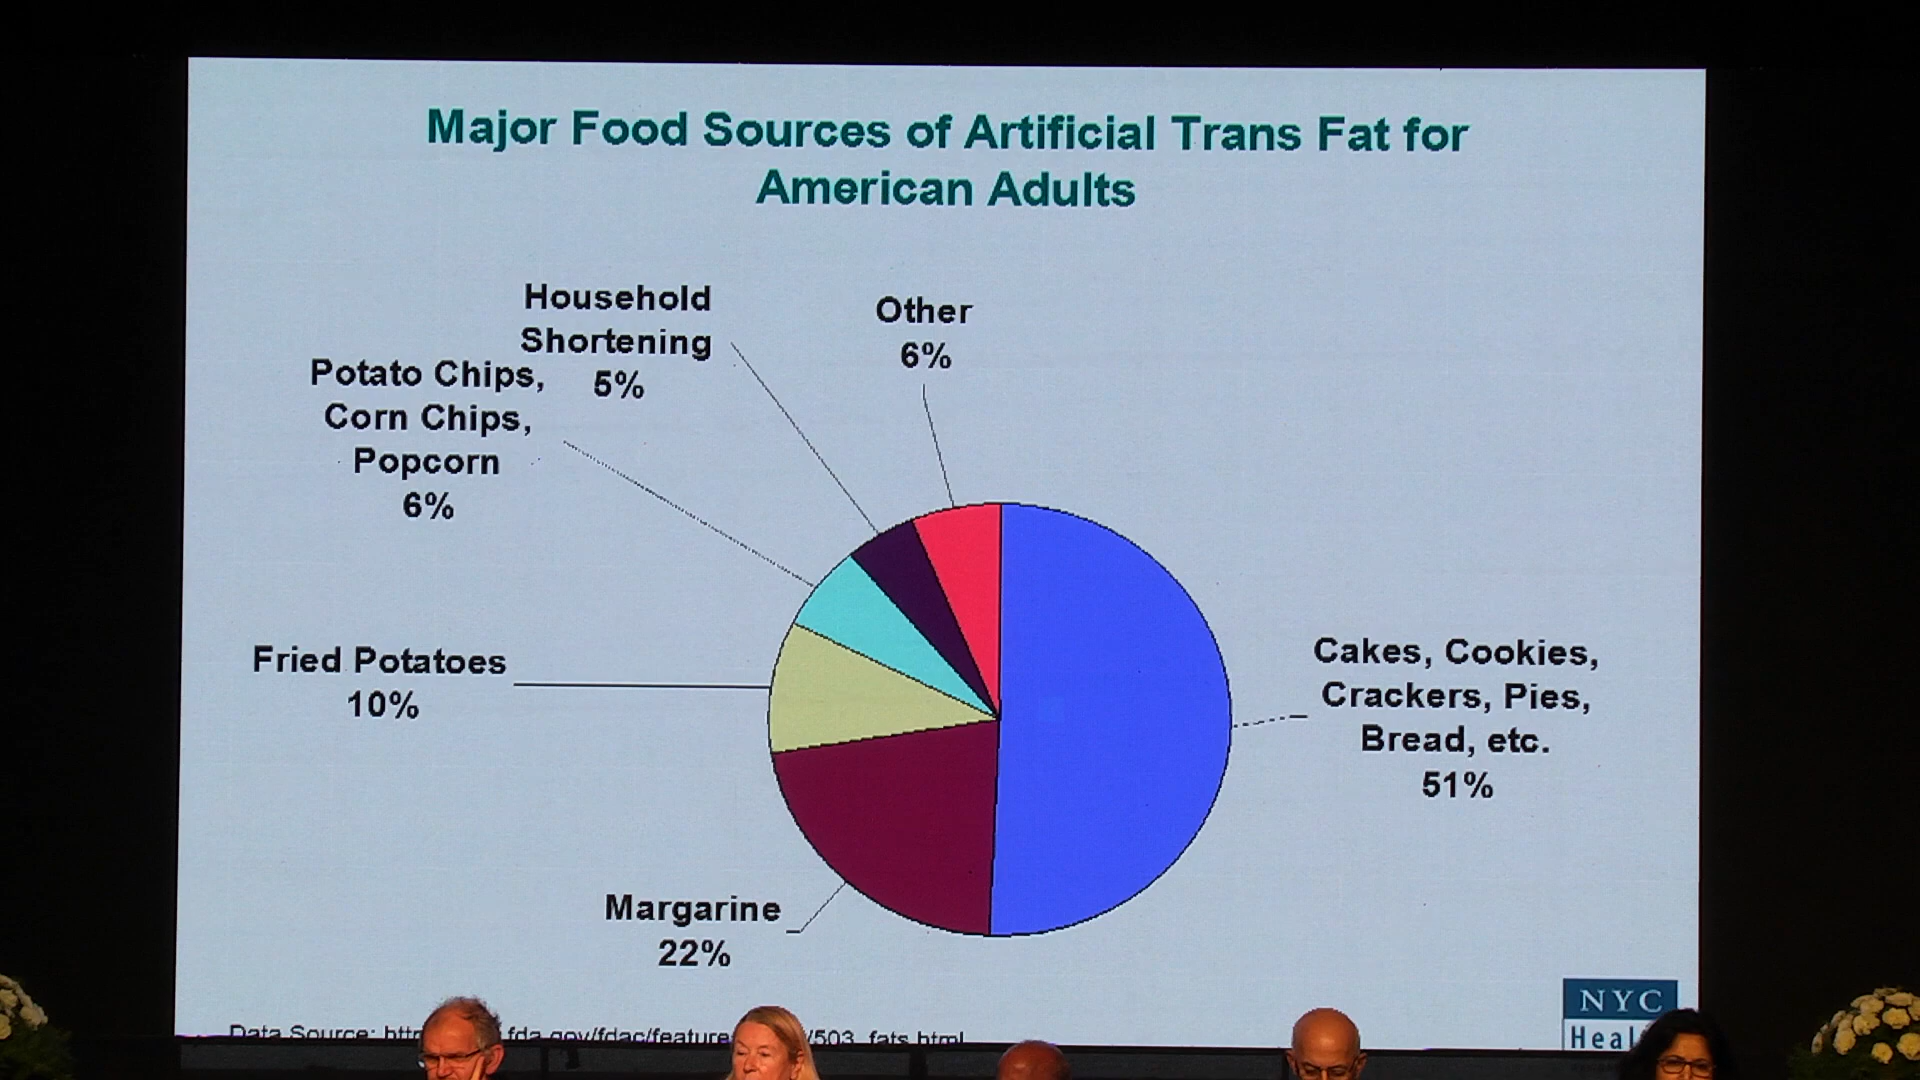 Major Food Sources of Artificial Trans Fat for
American Adults
Household
Shortening
5%
Other
6%
Potato Chips,
Corn Chips,
Popcorn
6%
Fried Potatoes
10%
Cakes, Cookies,
Crackers, Pies,
Bread, etc.
51%
Margarine
22%
NYC
Heal
Data Source: fda.gov/fdac/feature /503_fats.html